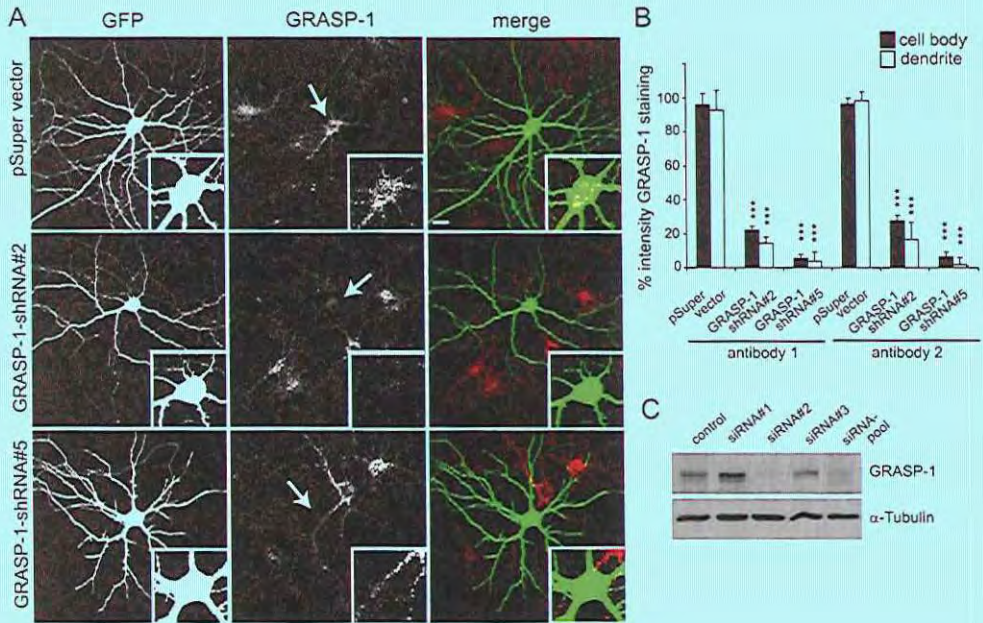 A
GFP
GRASP-1
merge
pSuper vector
GRASP-1-shRNA#2
GRASP-1-shRNA#5
B
cell body
dendrite
% intensity GRASP-1 staining
100
80
60
40
20
0
*** *** *** *** *** *** *** ***
pSuper vector
GRASP-1 shRNA#2
GRASP-1 shRNA#5
pSuper vector
GRASP-1 shRNA#2
GRASP-1 shRNA#5
antibody 1
antibody 2
C
control
siRNA#1
siRNA#2
siRNA#3
siRNA-pool
GRASP-1
α-Tubulin